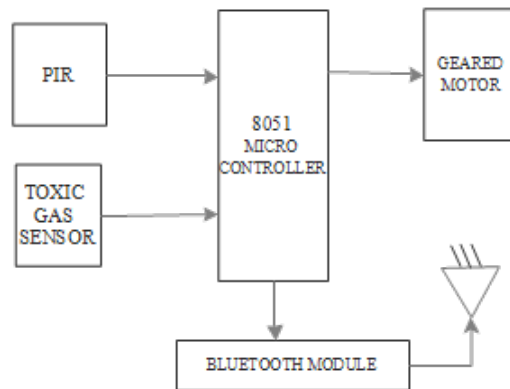 PIR
8051
MICRO
CONTROLLER
GEARED
MOTOR
TOXIC
GAS
SENSOR
BLUETOOTH MODULE